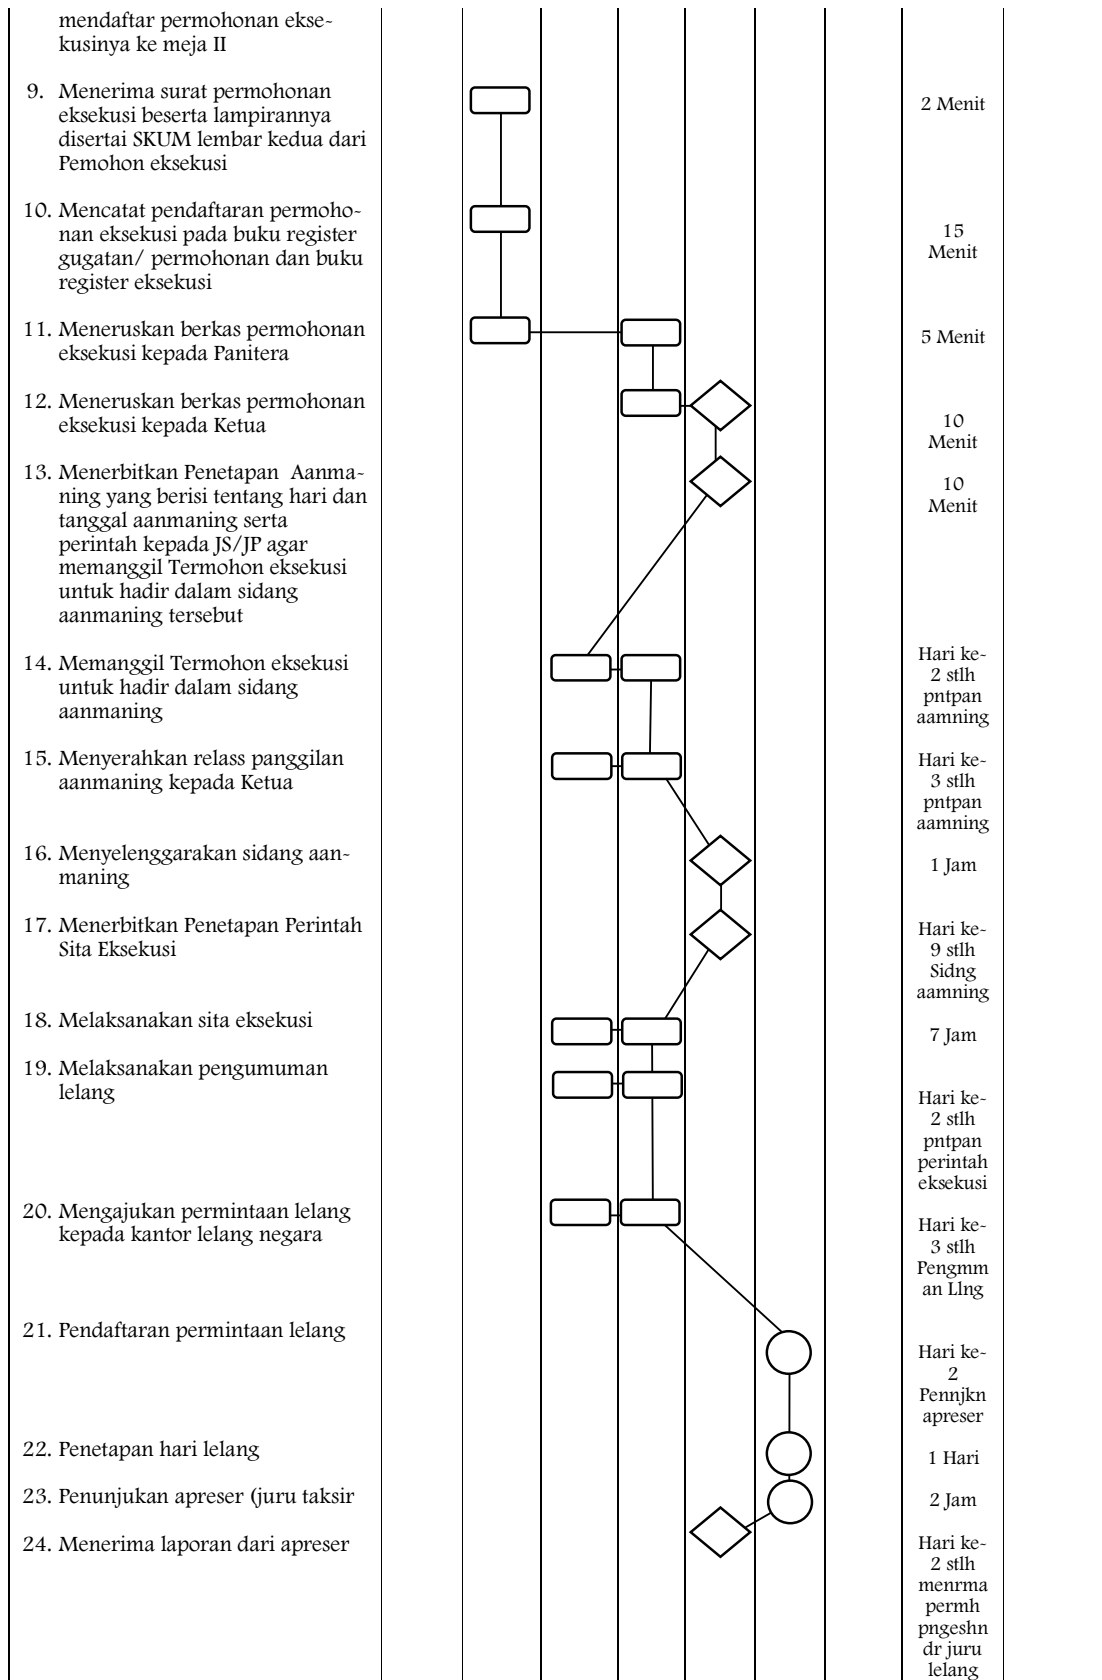 mendaftar permohonan ekse-
kusinya ke meja II
9. Menerima surat permohonan
eksekusi beserta lampirannya
disertai SKUM lembar kedua dari
Pemohon eksekusi
2 Menit
10. Mencatat pendaftaran permoho-
nan eksekusi pada buku register
gugatan/ permohonan dan buku
register eksekusi
15
Menit
11. Meneruskan berkas permohonan
eksekusi kepada Panitera
5 Menit
12. Meneruskan berkas permohonan
eksekusi kepada Ketua
10
Menit
13. Menerbitkan Penetapan Aanma-
ning yang berisi tentang hari dan
tanggal aanmaning serta
perintah kepada JS/JP agar
memanggil Termohon eksekusi
untuk hadir dalam sidang
aanmaning tersebut
10
Menit
14. Memanggil Termohon eksekusi
untuk hadir dalam sidang
aanmaning
Hari ke-
2 stlh
pntpan
aamning
15. Menyerahkan relass panggilan
aanmaning kepada Ketua
Hari ke-
3 stlh
pntpan
aamning
16. Menyelenggarakan sidang aan-
maning
1 Jam
17. Menerbitkan Penetapan Perintah
Sita Eksekusi
Hari ke-
9 stlh
Sidng
aamning
18. Melaksanakan sita eksekusi
7 Jam
19. Melaksanakan pengumuman
lelang
Hari ke-
2 stlh
pntpan
perintah
eksekusi
20. Mengajukan permintaan lelang
kepada kantor lelang negara
Hari ke-
3 stlh
Pengmm
an Llng
21. Pendaftaran permintaan lelang
Hari ke-
2
Pennjkn
apreser
22. Penetapan hari lelang
1 Hari
23. Penunjukan apreser (juru taksir
2 Jam
24. Menerima laporan dari apreser
Hari ke-
2 stlh
menrma
permh
pngeshn
dr juru
lelang